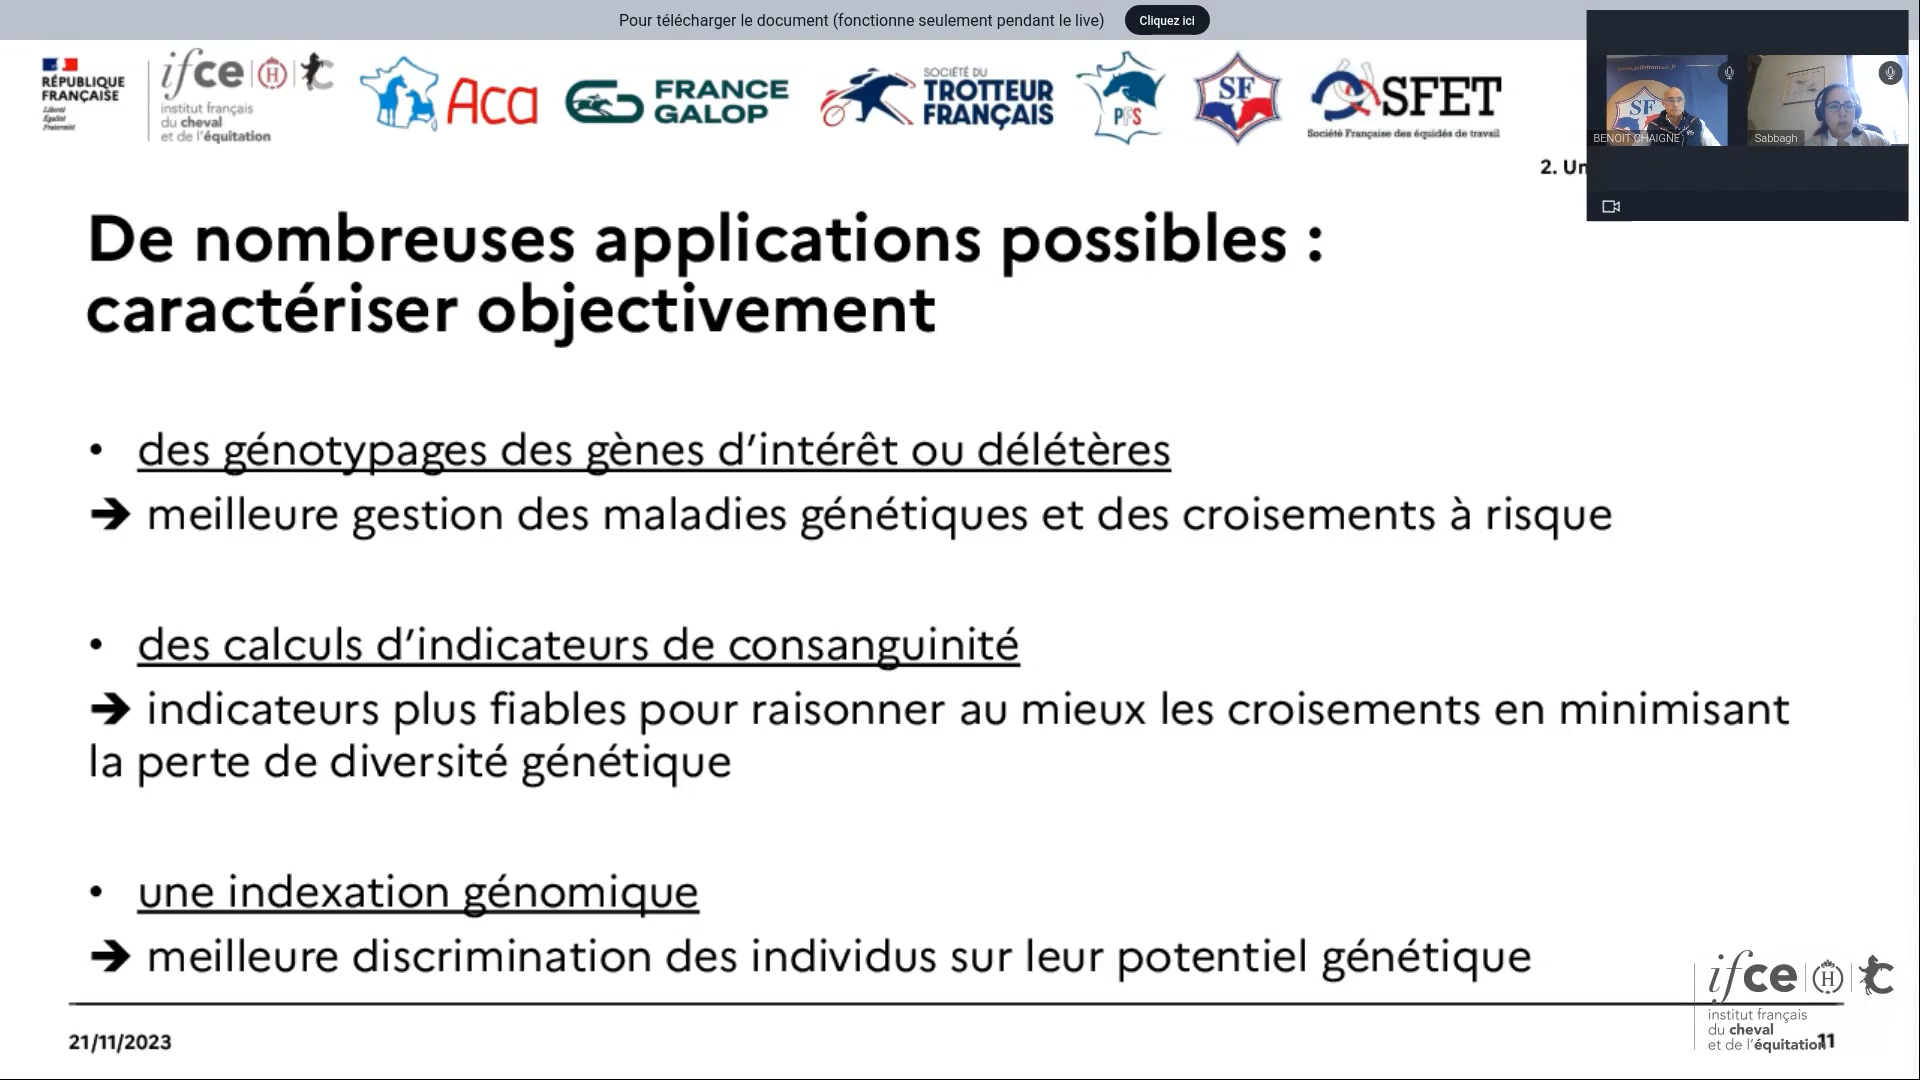 Pour télécharger le document (fonctionne seulement pendant le live)
Cliquez ici
RÉPUBLIQUE
FRANÇAISE
Liberté
Égalité
Fraternité
ifce
institut français
du cheval
et de l'équitation
Aca
FRANCE
GALOP
SOCIÉTÉ DU
TROTTEUR
FRANÇAIS
PFS
SF
SFET
Société Française des équidés de travail
SF
BENOIT CHAIGNE
Sabbagh
2. Un
De nombreuses applications possibles :
caractériser objectivement
• des génotypages des gènes d’intérêt ou délétères
➔ meilleure gestion des maladies génétiques et des croisements à risque
• des calculs d’indicateurs de consanguinité
➔ indicateurs plus fiables pour raisonner au mieux les croisements en minimisant
la perte de diversité génétique
• une indexation génomique
➔ meilleure discrimination des individus sur leur potentiel génétique
21/11/2023
ifce
H
institut français
du cheval
et de l'équitation
11